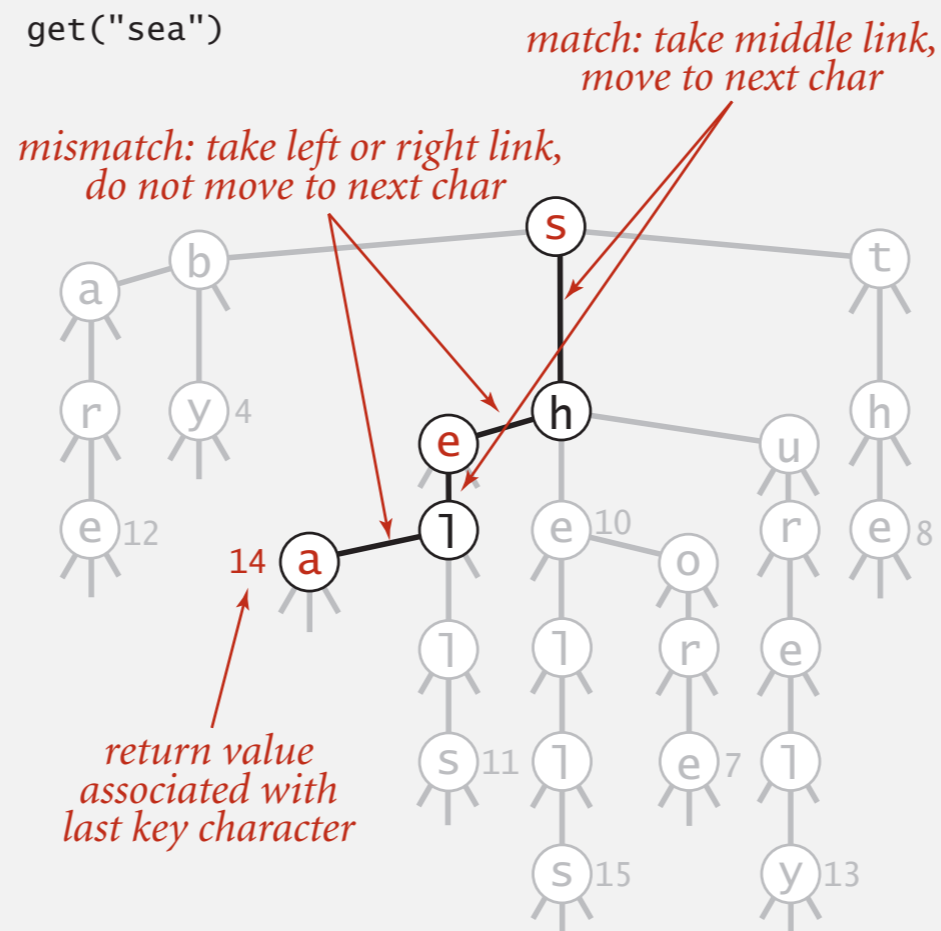 get("sea")
match: take middle link,
move to next char
mismatch: take left or right link,
do not move to next char
s
b
t
a
r
y 4
h
h
e
u
e 12
l
e 10
r
e 8
14 a
o
l
l
r
e
s 11
l
e 7
l
return value
associated with
last key character
s 15
y 13